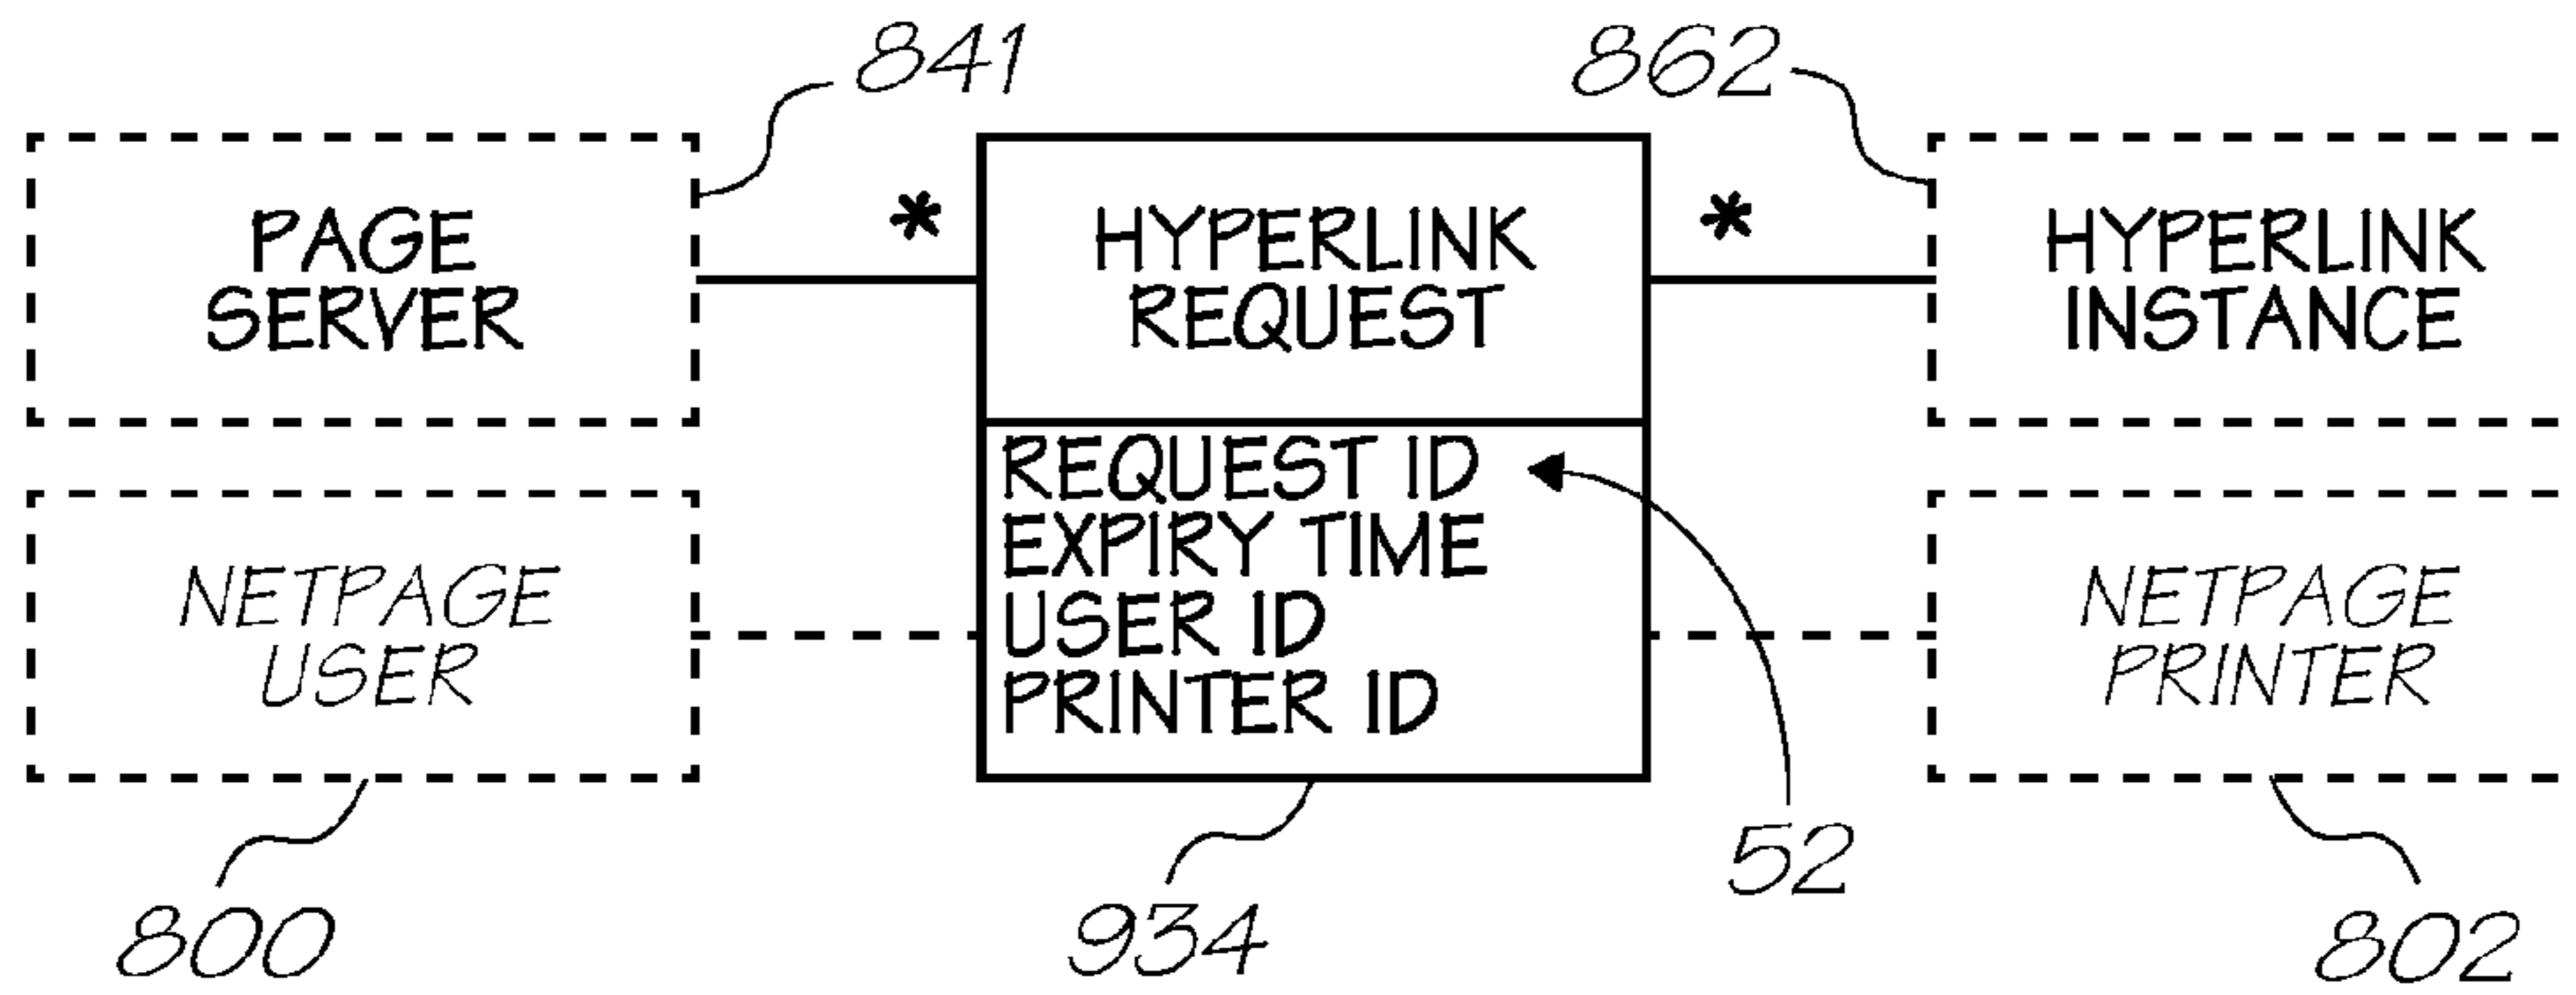 841
862
PAGE
SERVER
*
HYPERLINK
REQUEST
*
HYPERLINK
INSTANCE
REQUEST ID
EXPIRY TIME
USER ID
PRINTER ID
NETPAGE
USER
NETPAGE
PRINTER
52
800
934
802